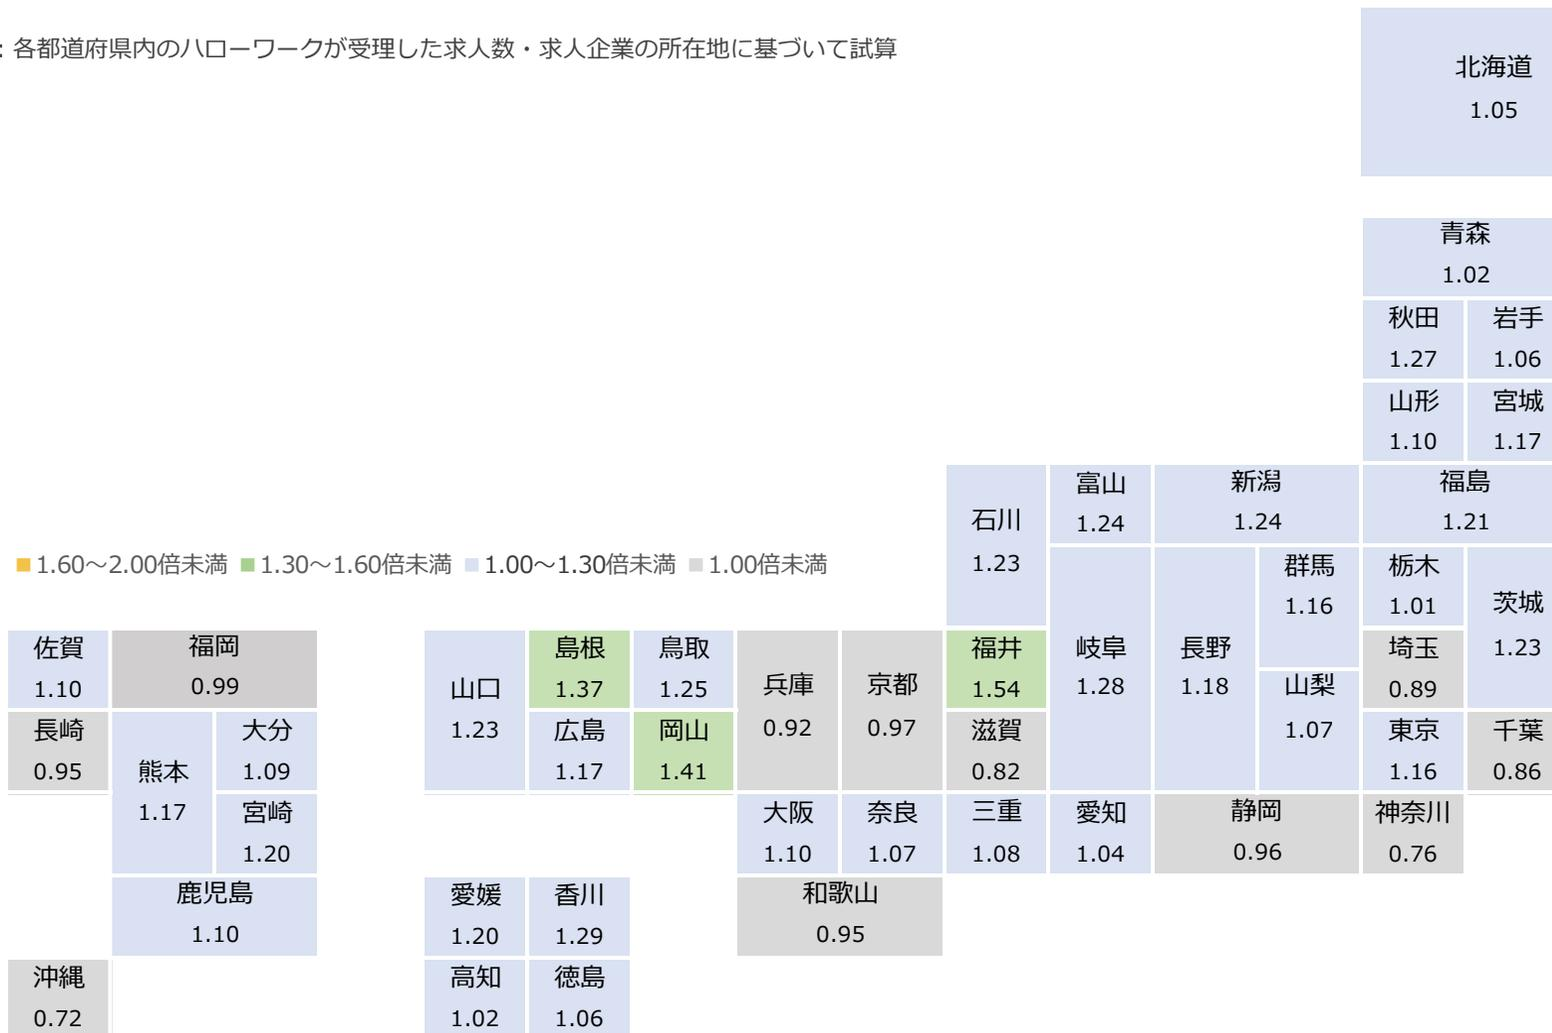 : 各都道府県内のハローワークが受理した求人数・求人企業の所在地に基づいて試算
北海道
1.05
青森
1.02
秋田
1.27
岩手
1.06
山形
1.10
宮城
1.17
石川
1.23
富山
1.24
新潟
1.24
福島
1.21
■1.60～2.00倍未満 ■1.30～1.60倍未満 ■1.00～1.30倍未満 ■1.00倍未満
群馬
1.16
栃木
1.01
茨城
1.23
佐賀
1.10
福岡
0.99
山口
1.23
島根
1.37
鳥取
1.25
兵庫
0.92
京都
0.97
福井
1.54
岐阜
1.28
長野
1.18
山梨
1.07
埼玉
0.89
長崎
0.95
熊本
1.17
大分
1.09
広島
1.17
岡山
1.41
滋賀
0.82
東京
1.16
千葉
0.86
宮崎
1.20
大阪
1.10
奈良
1.07
三重
1.08
愛知
1.04
静岡
0.96
神奈川
0.76
鹿児島
1.10
愛媛
1.20
香川
1.29
和歌山
0.95
沖縄
0.72
高知
1.02
徳島
1.06